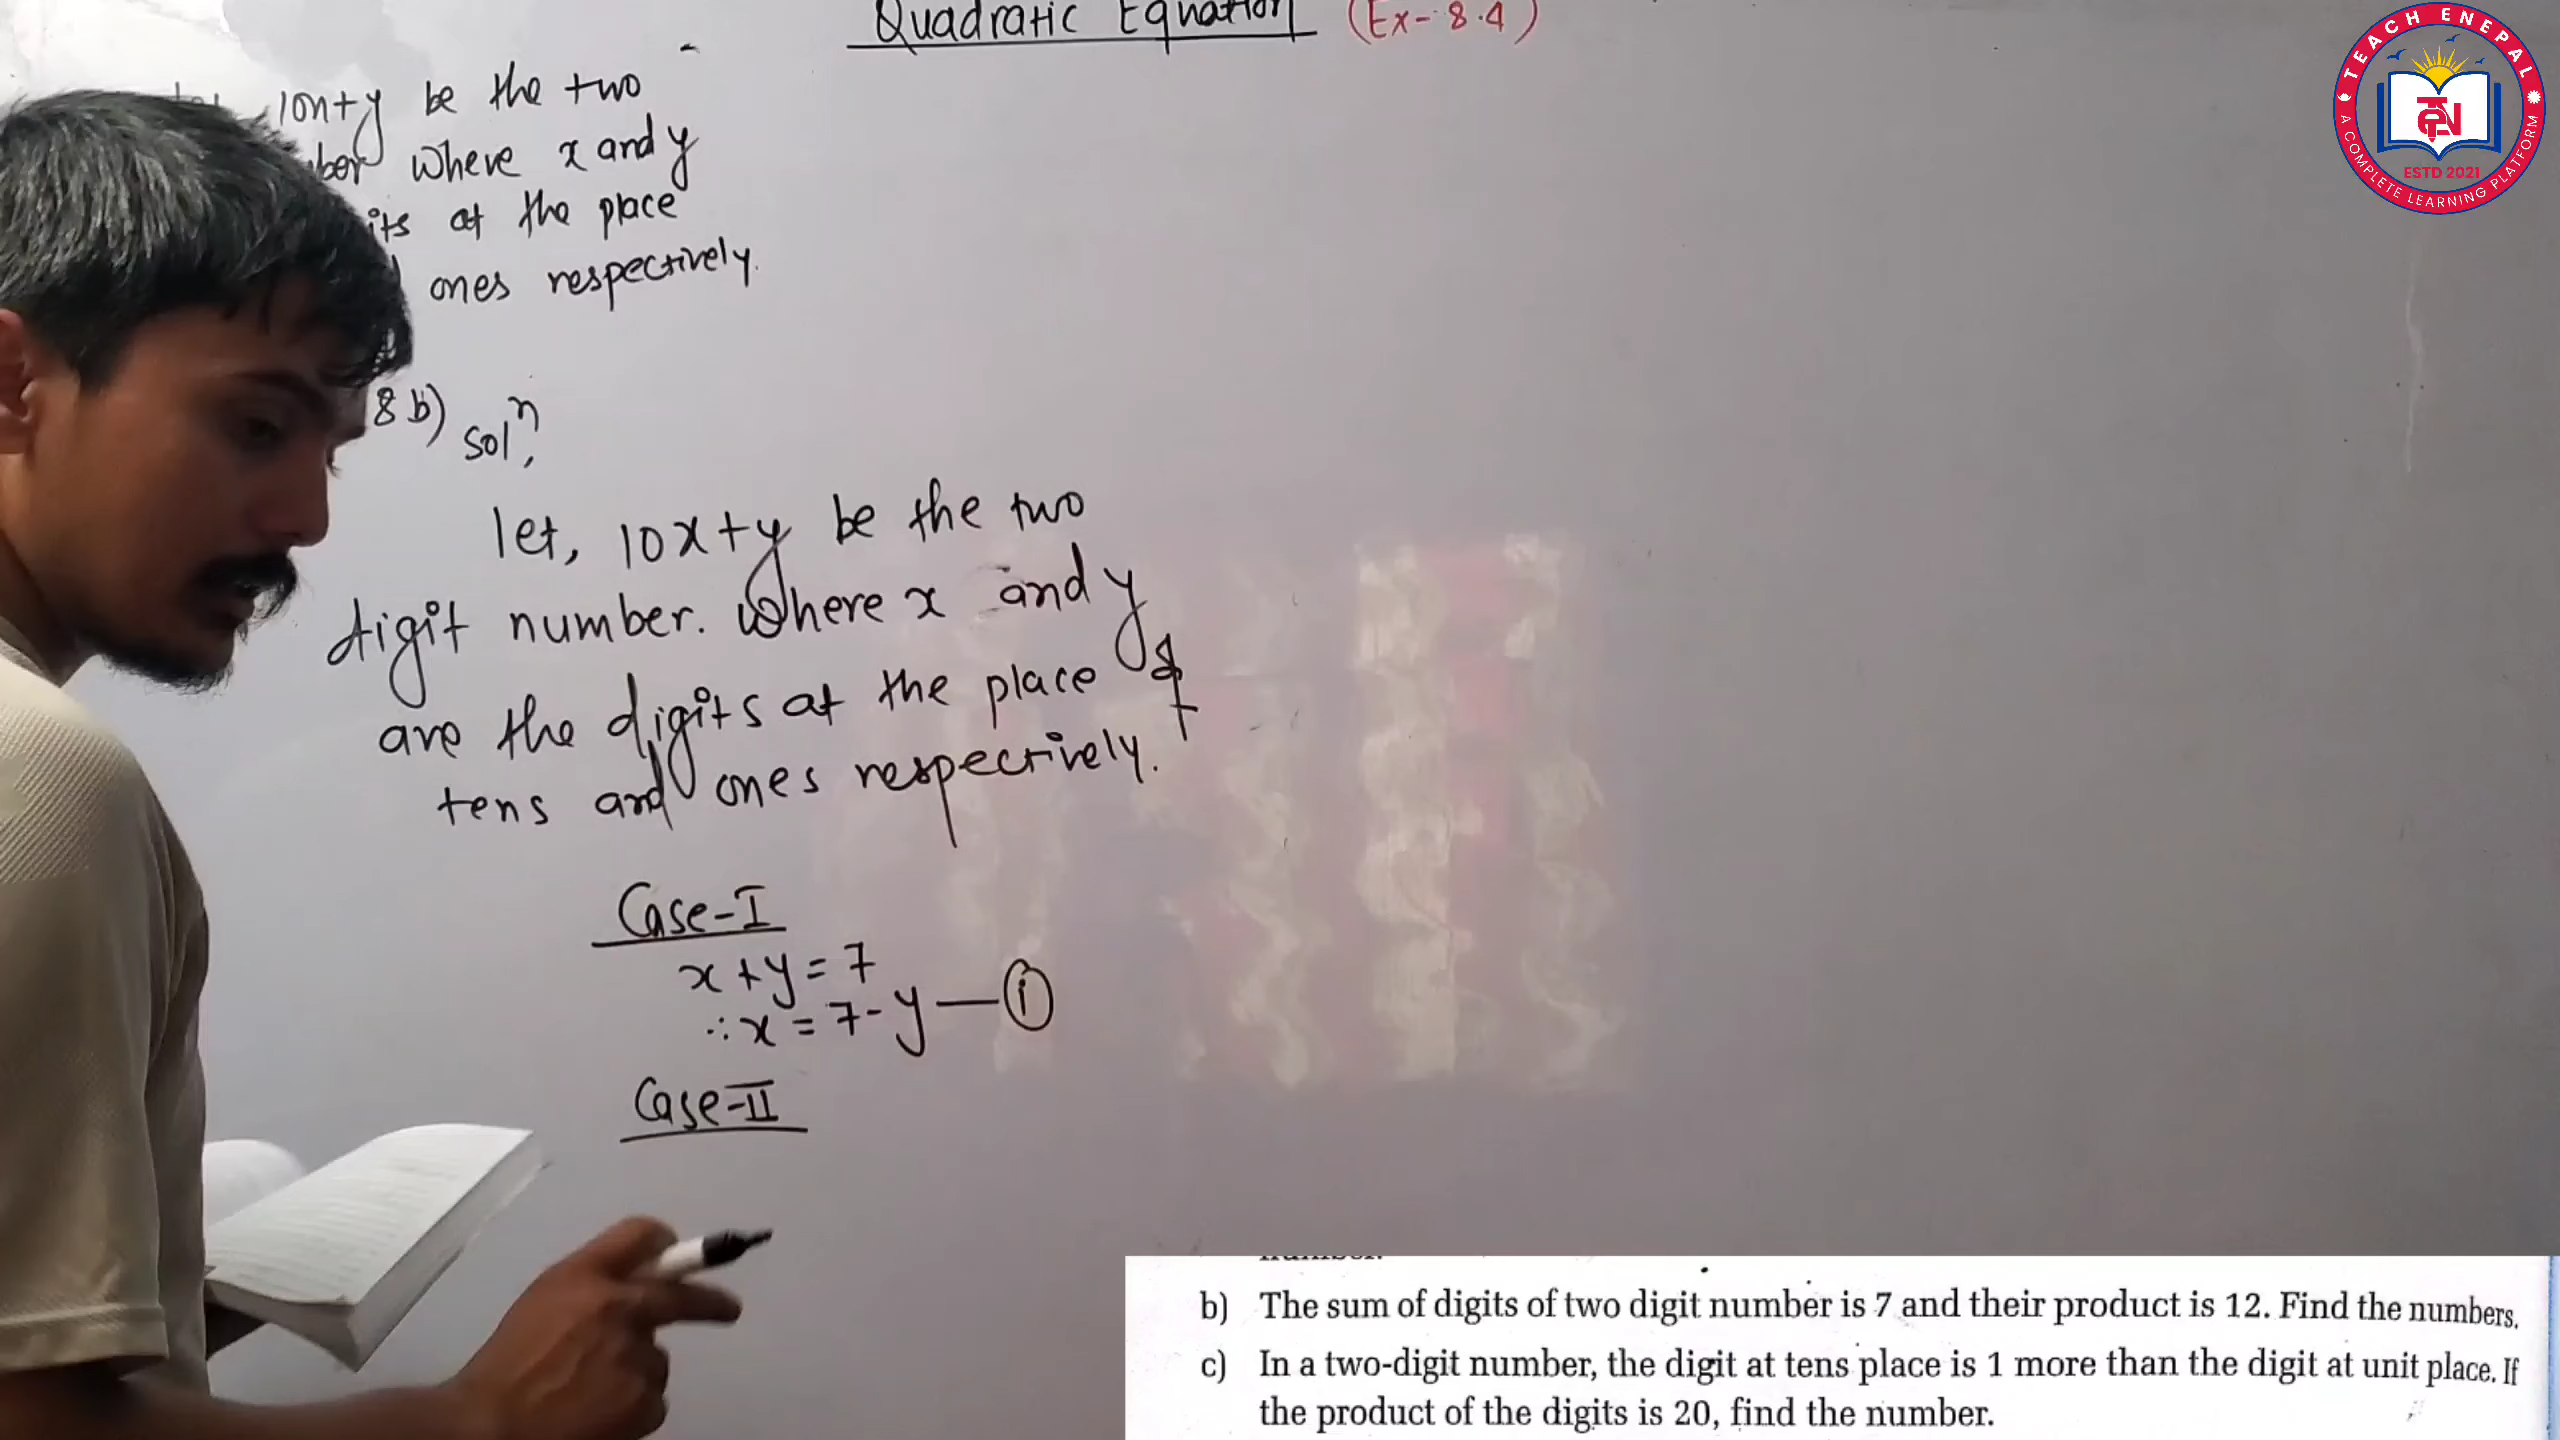 Quadratic Equation (Ex-8.4)
10x+y be the two
where x and y
at the place
ones respectively.
8 b) Solⁿ,
let, 10x+y be the two
digit number. Where x and y
are the digits at the place of
tens and ones respectively.
Case-I
x+y=7
∴x=7-y—(i)
Case-II
b) The sum of digits of two digit number is 7 and their product is 12. Find the numbers.
c) In a two-digit number, the digit at tens place is 1 more than the digit at unit place. If
the product of the digits is 20, find the number.
TEACH ENEPAL
ESTD 2021
A COMPLETE LEARNING PLATFORM